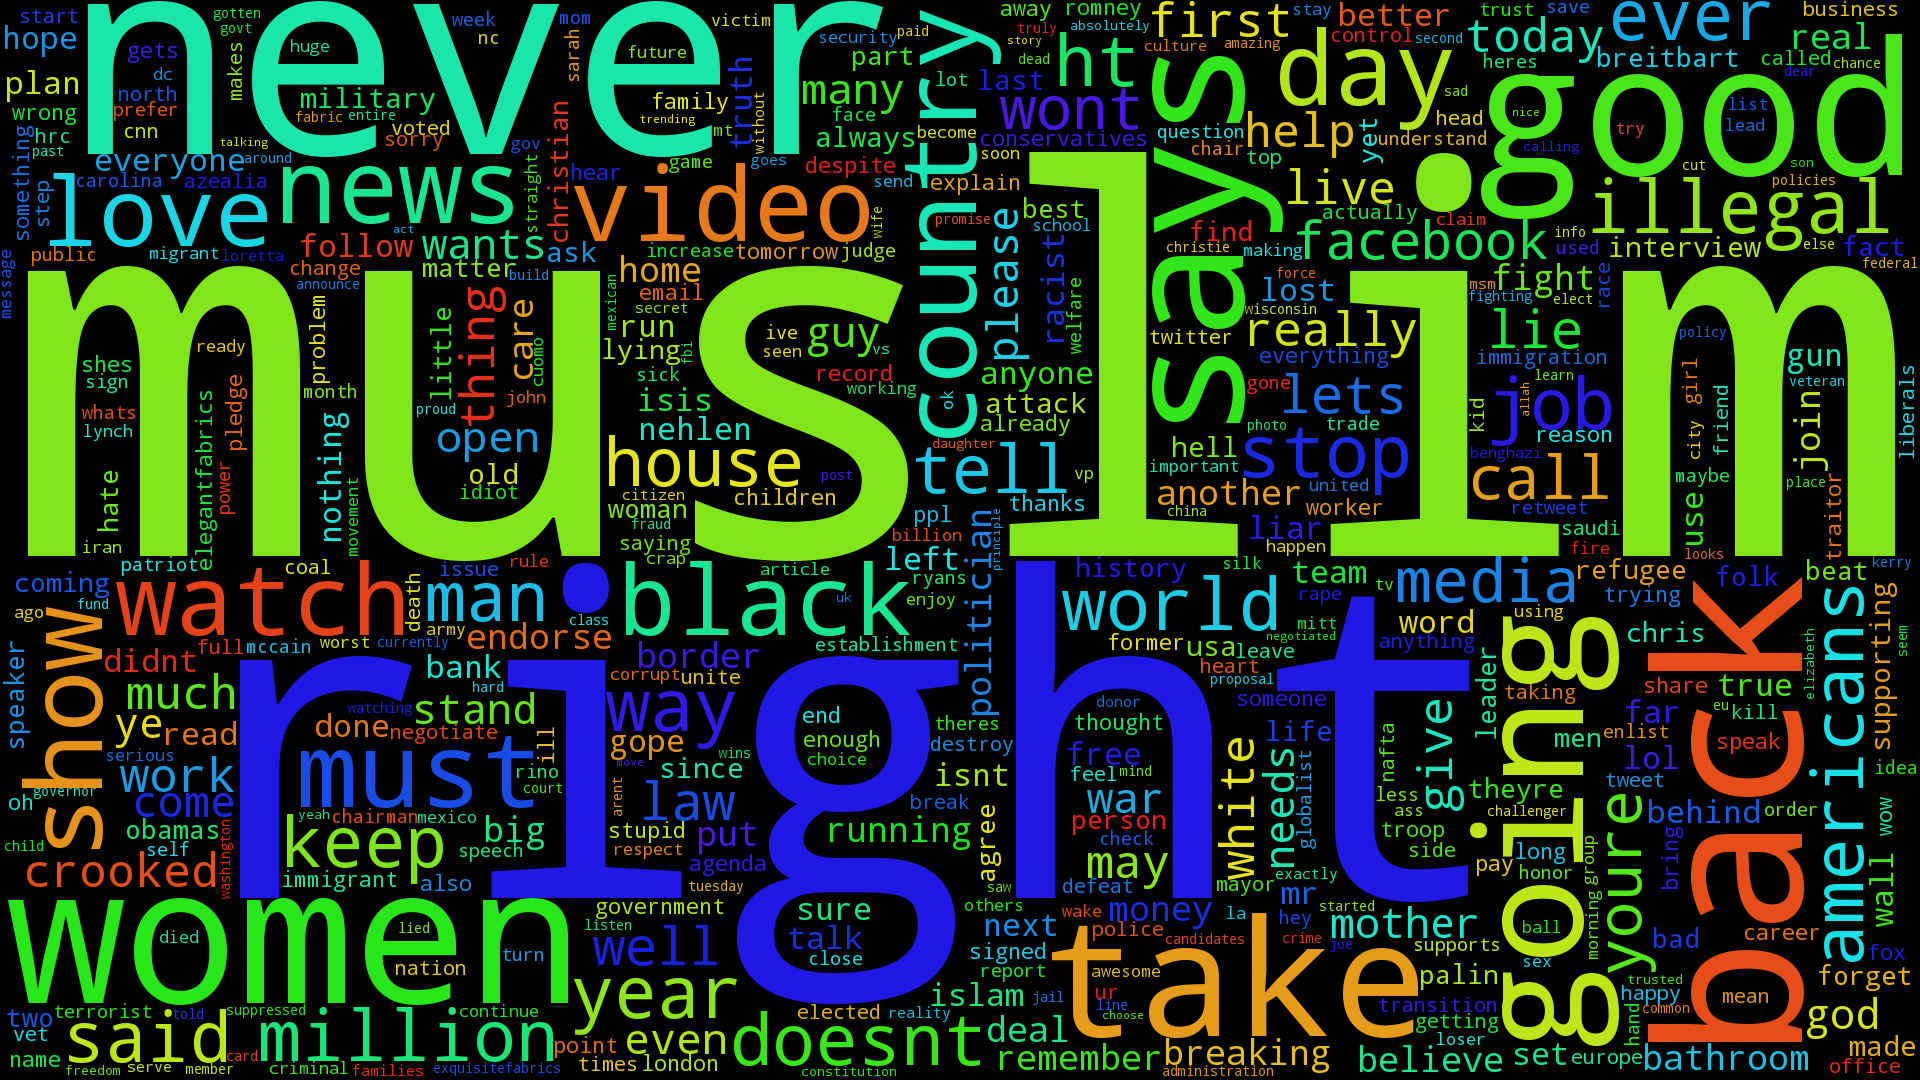 never
muslim
right
good
back
women
take
country
says
going
day
video
news
love
watch
black
show
million
said
year
doesnt
must
keep
house
tell
world
stop
job
call
media
illegal
facebook
first
ever
today
help
live
really
lets
another
wont
ht
many
please
racist
anyone
attack
already
isis
nehlen
guy
run
lying
home
email
wants
follow
everyone
hope
plan
military
truth
family
christian
ask
thing
care
little
open
old
idiot
nothing
problem
change
hate
elegantfabrics
pledge
power
patriot
coming
speaker
didnt
much
ye
read
work
come
obamas
self
crooked
immigrant
also
big
speech
stand
bank
endorse
man
border
way
gope
since
law
put
stupid
respect
agenda
running
isnt
agree
politician
left
ryans
enjoy
history
team
refugee
trying
folk
beat
americans
supporting
word
chris
true
share
speak
kill
far
lol
men
theyre
give
leader
youre
behind
order
bring
wall
wow
fox
career
bad
god
forget
made
office
bathroom
happy
believe
set
europe
mother
palin
supports
transition
getting
breaking
administration
remember
deal
islam
report
signed
next
money
police
may
war
person
free
feel
thought
white
needs
life
globalist
someone
anything
usa
leave
former
heart
rape
mitt
sure
talk
close
well
government
even
point
times
london
elected
reality
constitution
nation
died
lied
turn
continue
exquisitefabrics
families
criminal
member
serve
freedom
name
vet
two
terrorist
suppressed
told
card
start
gotten
govt
week
nc
mom
victim
security
paid
part
away
romney
truly
absolutely
stay
better
control
second
trust
save
business
breitbart
real
called
chance
dear
heres
culture
amazing
story
dead
lot
last
conservatives
become
soon
question
chair
top
yet
head
understand
sad
nice
try
list
lead
calling
son
cut
policies
interview
info
used
else
fact
federal
race
fight
lie
immigration
learn
msm
fighting
elect
policy
gun
veteran
join
place
use
city
girl
friend
maybe
liberals
traitor
saudi
fire
looks
kerry
retweet
reason
benghazi
allah
kid
trade
photo
united
worker
happen
china
important
hell
twitter
gone
everything
lost
wisconsin
force
making
christie
find
actually
claim
school
promise
best
explain
send
despite
always
face
game
goes
without
mt
trending
future
huge
entire
fabric
voted
sorry
gov
hear
straight
sarah
makes
gets
dc
north
prefer
cnn
wrong
hrc
past
talking
around
something
step
carolina
azealia
public
migrant
loretta
act
message
announce
matter
build
increase
tomorrow
judge
wife
mexican
secret
ive
seen
vs
record
working
sick
fbi
cuomo
john
proud
month
ready
shes
sign
whats
lynch
iran
movement
coal
issue
rule
death
army
class
article
uk
establishment
saying
crap
fraud
woman
citizen
children
post
billion
ppl
principle
thanks
vp
daughter
ok
welfare
silk
tv
negotiated
proposal
donor
theres
destroy
break
end
enough
choice
wins
move
corrupt
unite
ill
rino
court
arent
done
negotiate
watching
hard
currently
worst
mccain
full
ago
fund
serious
oh
governor
child
washington
yeah
chairman
mexico
tuesday
listen
others
saw
defeat
check
mind
wake
candidates
crime
joe
started
hey
la
mr
mayor
exactly
nafta
less
ass
troop
side
pay
long
honor
challenger
taking
enlist
tweet
using
eu
elizabeth
seem
idea
group
morning
ball
sex
loser
hand
trusted
common
mean
awesome
ur
line
choose
jail